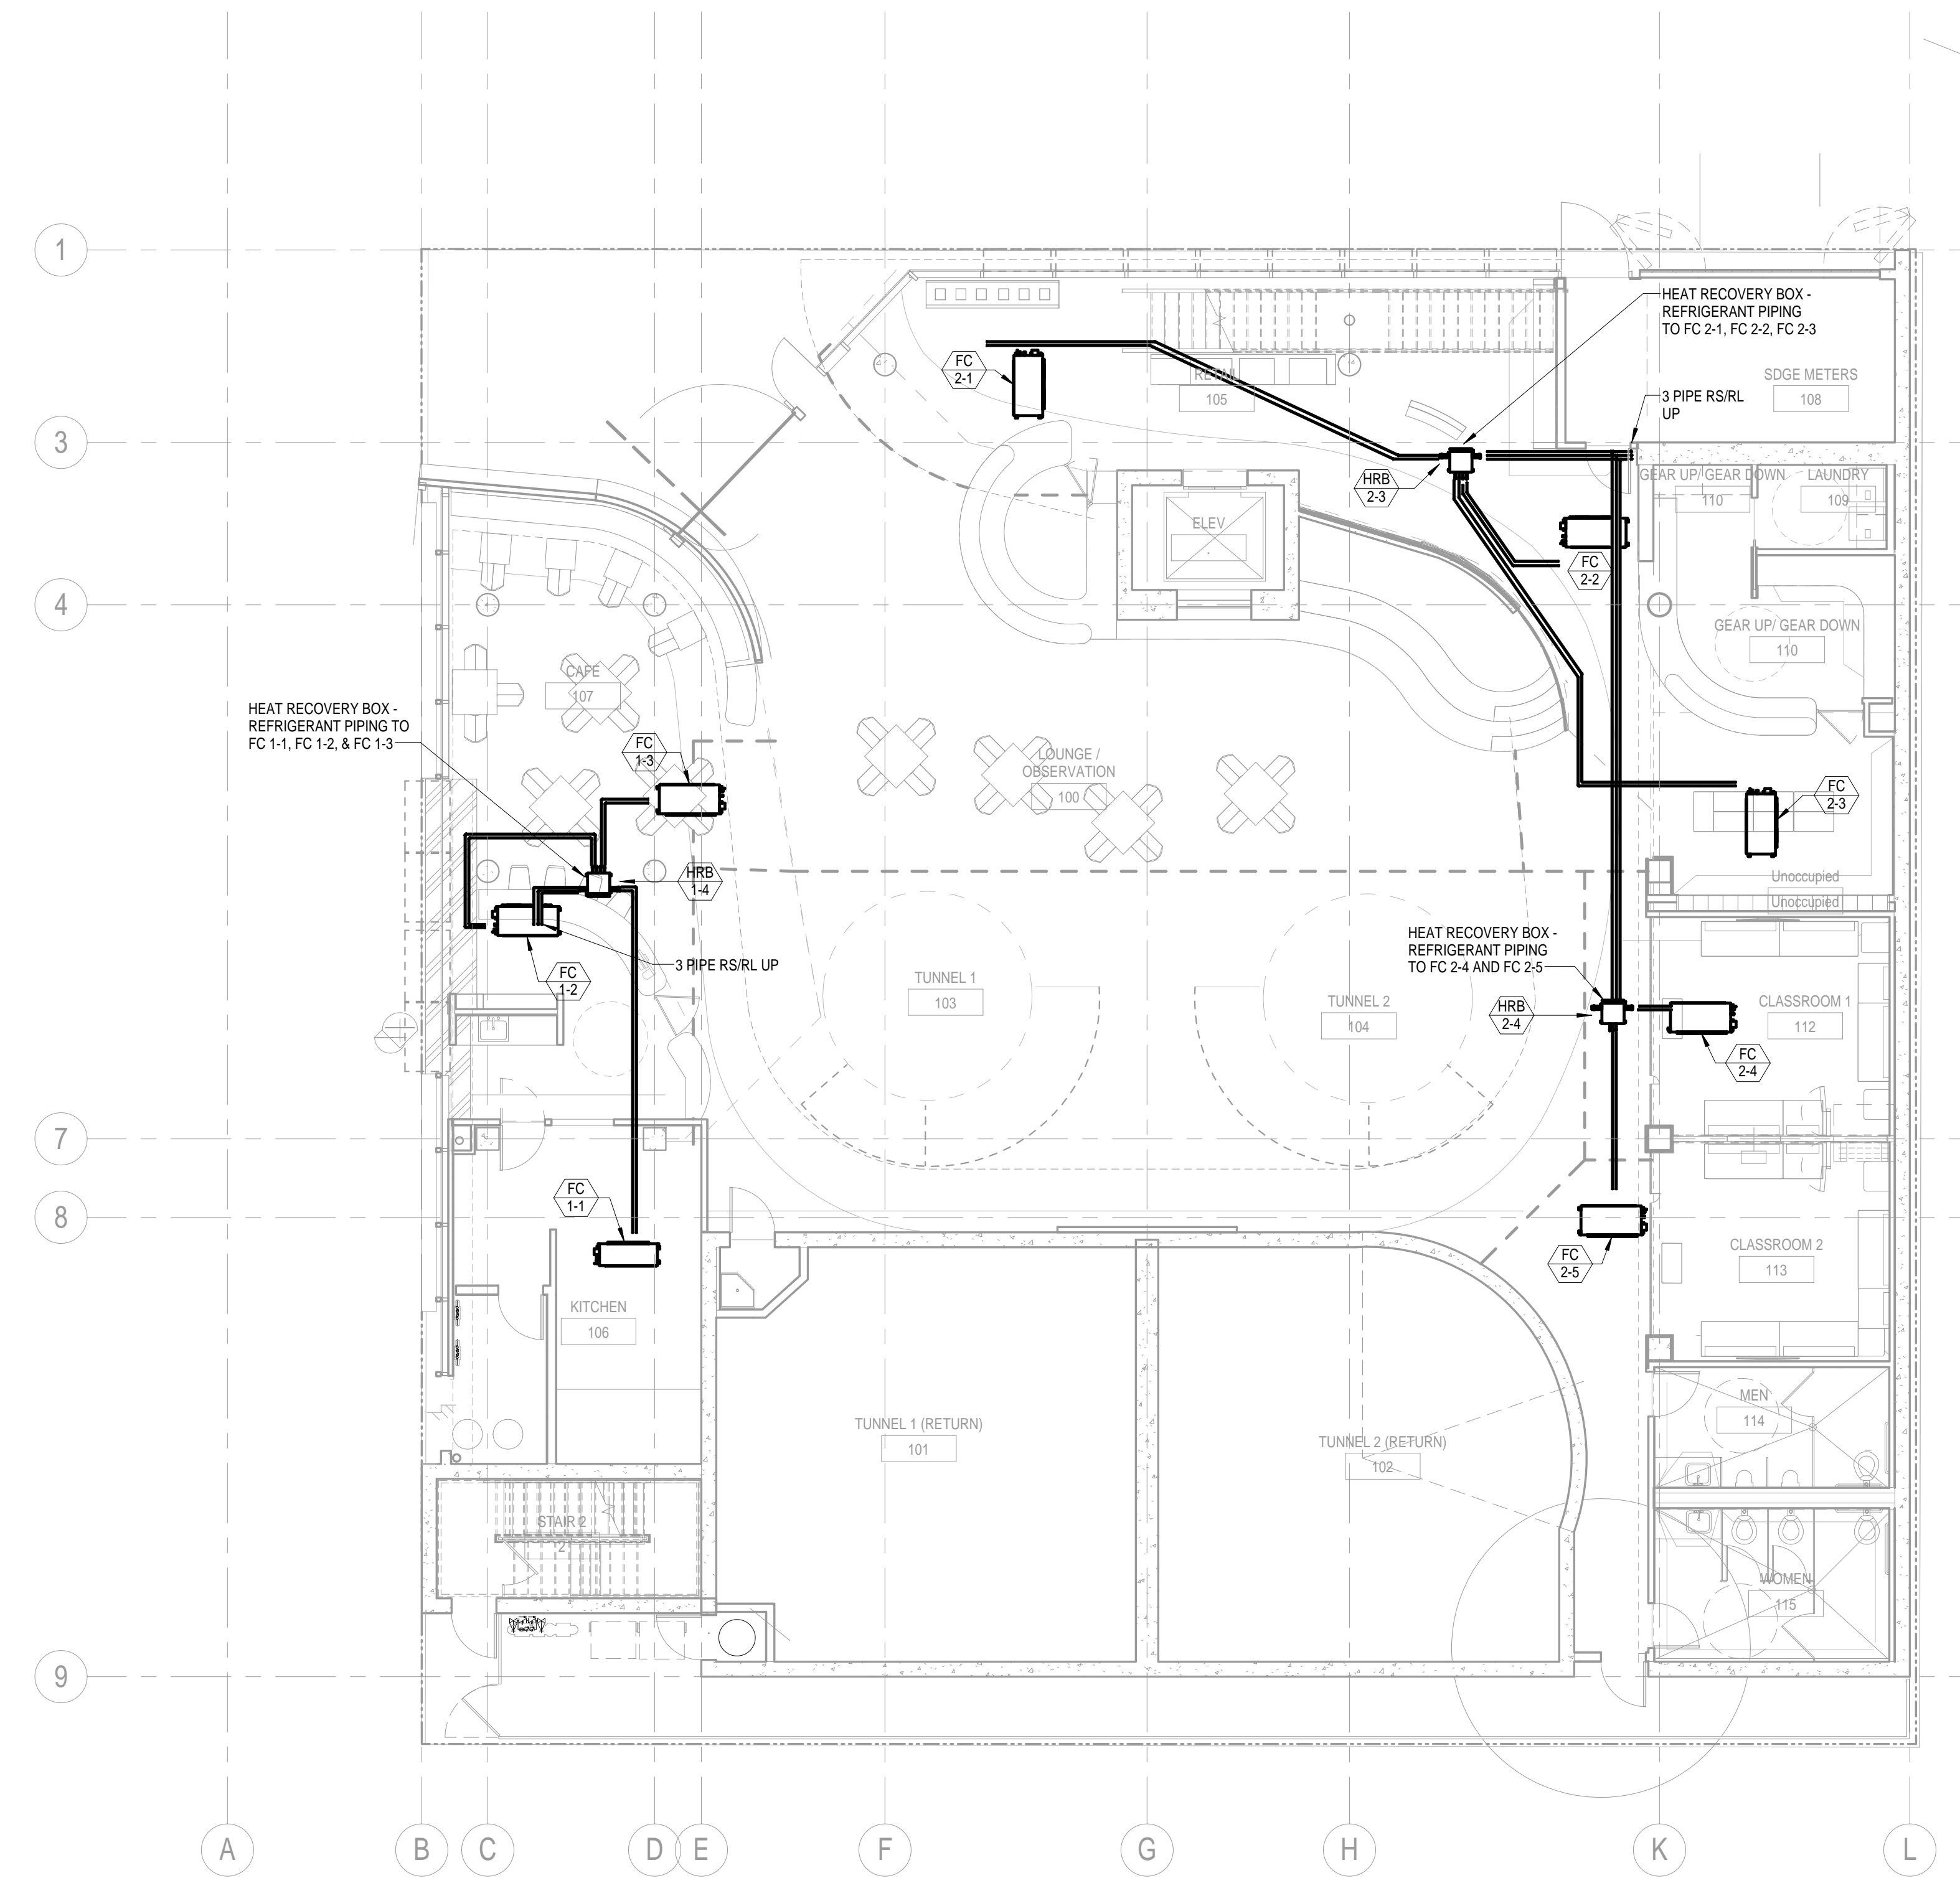 1
HEAT RECOVERY BOX -
REFRIGERANT PIPING
TO FC 2-1, FC 2-2, FC 2-3
FC
2-1
RETAIL
105
SDGE METERS
108
3 PIPE RS/RL
UP
3
HRB
2-3
GEAR UP/ GEAR DOWN
110
LAUNDRY
109
ELEV
FC
2-2
4
GEAR UP/ GEAR DOWN
110
CAFE
107
HEAT RECOVERY BOX -
REFRIGERANT PIPING TO
FC 1-1, FC 1-2, & FC 1-3
FC
1-3
LOUNGE /
OBSERVATION
100
FC
2-3
HRB
1-4
Unoccupied
Unoccupied
HEAT RECOVERY BOX -
REFRIGERANT PIPING
TO FC 2-4 AND FC 2-5
3 PIPE RS/RL UP
FC
1-2
TUNNEL 1
103
TUNNEL 2
104
HRB
2-4
CLASSROOM 1
112
FC
2-4
7
FC
1-1
8
FC
2-5
CLASSROOM 2
113
KITCHEN
106
MEN
114
TUNNEL 1 (RETURN)
101
TUNNEL 2 (RETURN)
102
STAIR 2
2
WOMEN
115
9
A
B
C
D
E
F
G
H
K
L